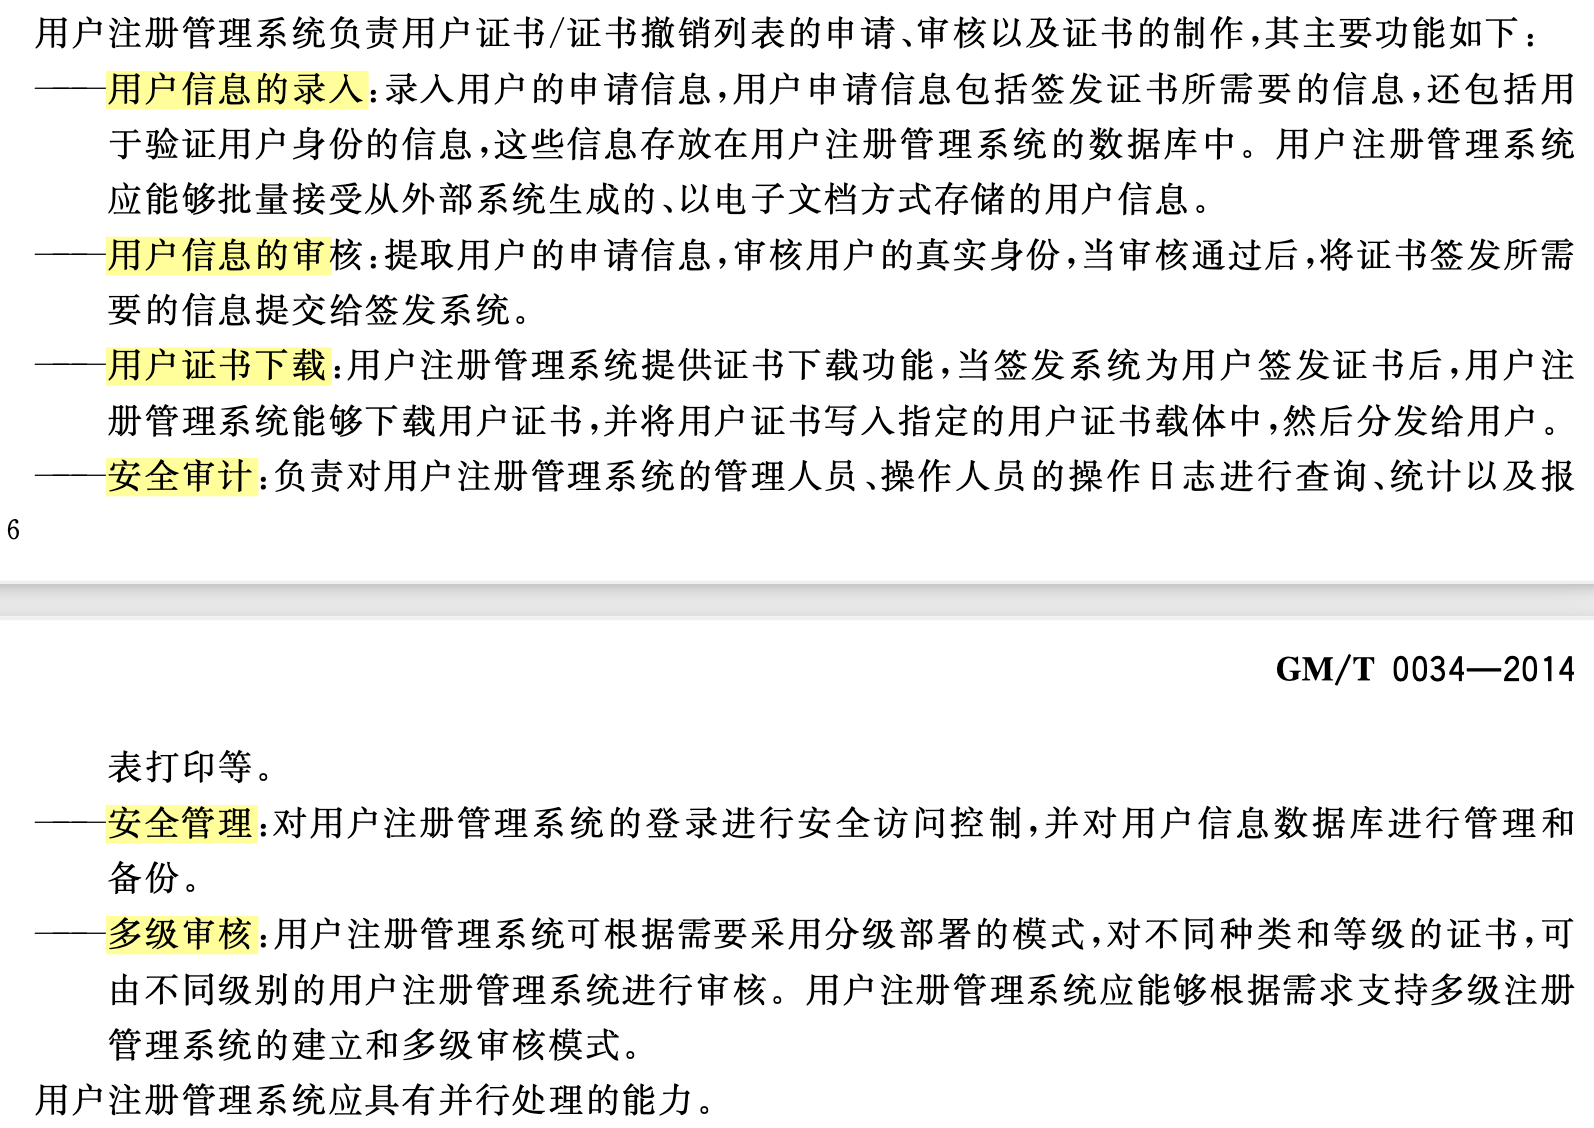 用户注册管理系统负责用户证书/证书撤销列表的申请、审核以及证书的制作,其主要功能如下:
——用户信息的录入:录入用户的申请信息,用户申请信息包括签发证书所需要的信息,还包括用
于验证用户身份的信息,这些信息存放在用户注册管理系统的数据库中。用户注册管理系统
应能够批量接受从外部系统生成的、以电子文档方式存储的用户信息。
——用户信息的审核:提取用户的申请信息,审核用户的真实身份,当审核通过后,将证书签发所需
要的信息提交给签发系统。
——用户证书下载:用户注册管理系统提供证书下载功能,当签发系统为用户签发证书后,用户注
册管理系统能够下载用户证书,并将用户证书写入指定的用户证书载体中,然后分发给用户。
——安全审计:负责对用户注册管理系统的管理人员、操作人员的操作日志进行查询、统计以及报
6
GM/T 0034—2014
表打印等。
——安全管理:对用户注册管理系统的登录进行安全访问控制,并对用户信息数据库进行管理和
备份。
——多级审核:用户注册管理系统可根据需要采用分级部署的模式,对不同种类和等级的证书,可
由不同级别的用户注册管理系统进行审核。用户注册管理系统应能够根据需求支持多级注册
管理系统的建立和多级审核模式。
用户注册管理系统应具有并行处理的能力。